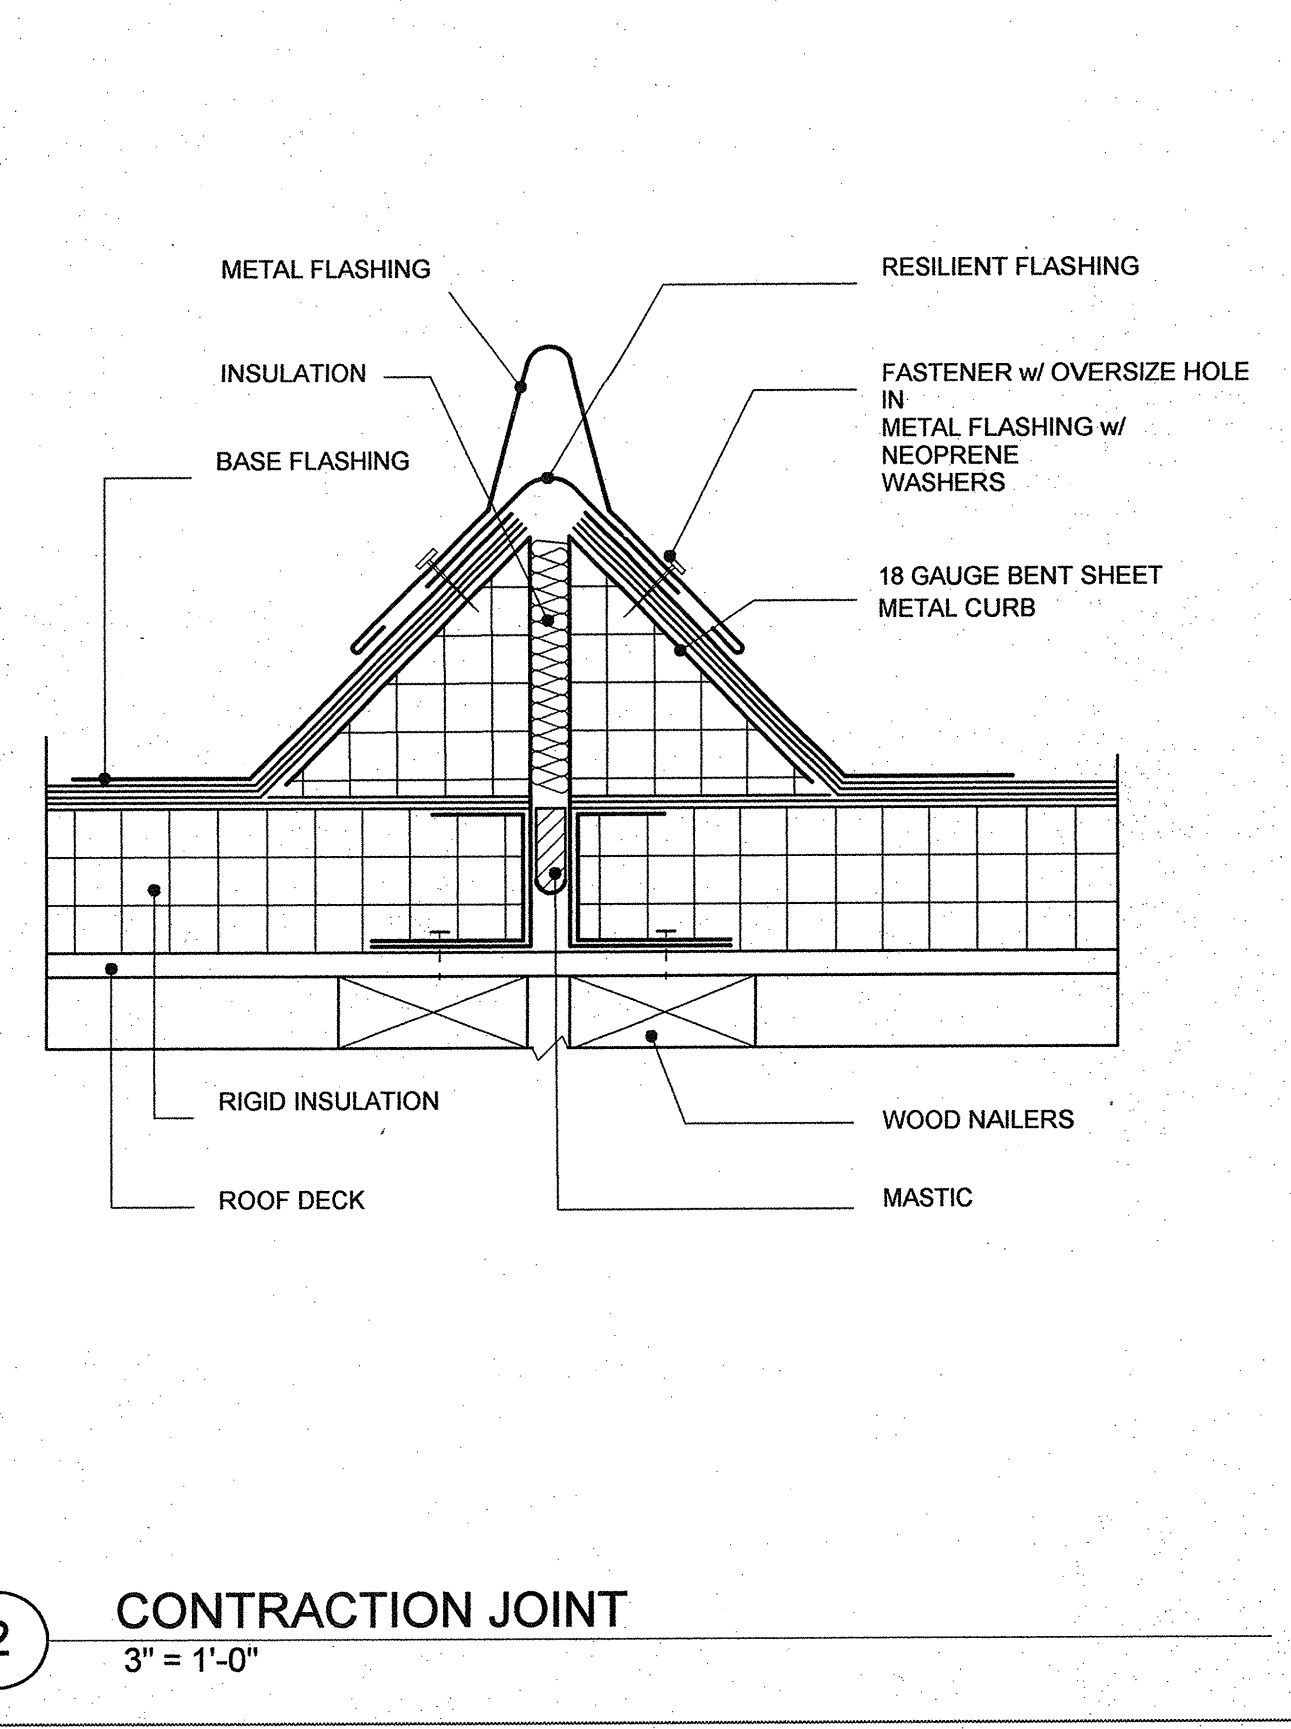 METAL FLASHING
RESILIENT FLASHING
INSULATION
FASTENER w/ OVERSIZE HOLE
IN
METAL FLASHING w/
NEOPRENE
WASHERS
BASE FLASHING
18 GAUGE BENT SHEET
METAL CURB
RIGID INSULATION
WOOD NAILERS
ROOF DECK
MASTIC
2
CONTRACTION JOINT
3" = 1'-0"